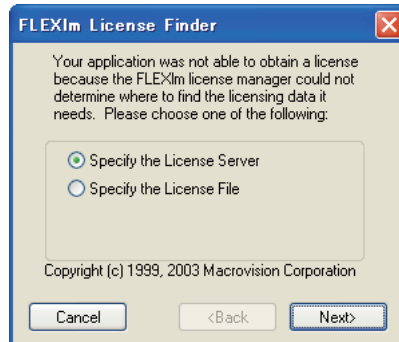 FLEXlm License Finder
Your application was not able to obtain a license
because the FLEXlm license manager could not
determine where to find the licensing data it
needs.  Please choose one of the following:
Specify the License Server
Specify the License File
Copyright (c) 1999, 2003 Macrovision Corporation
Cancel
<Back
Next>